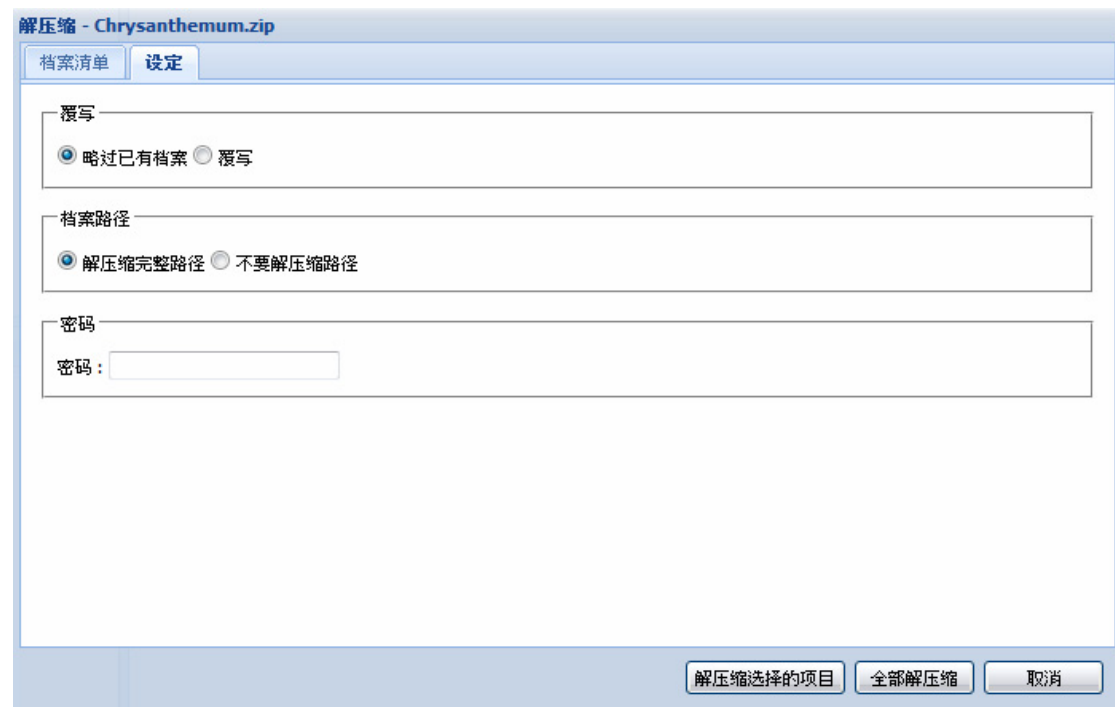 解压缩 - Chrysanthemum.zip
档案清单 设定
覆写
略过已有档案 覆写
档案路径
解压缩完整路径 不要解压缩路径
密码
密码：
解压缩选择的项目 全部解压缩 取消